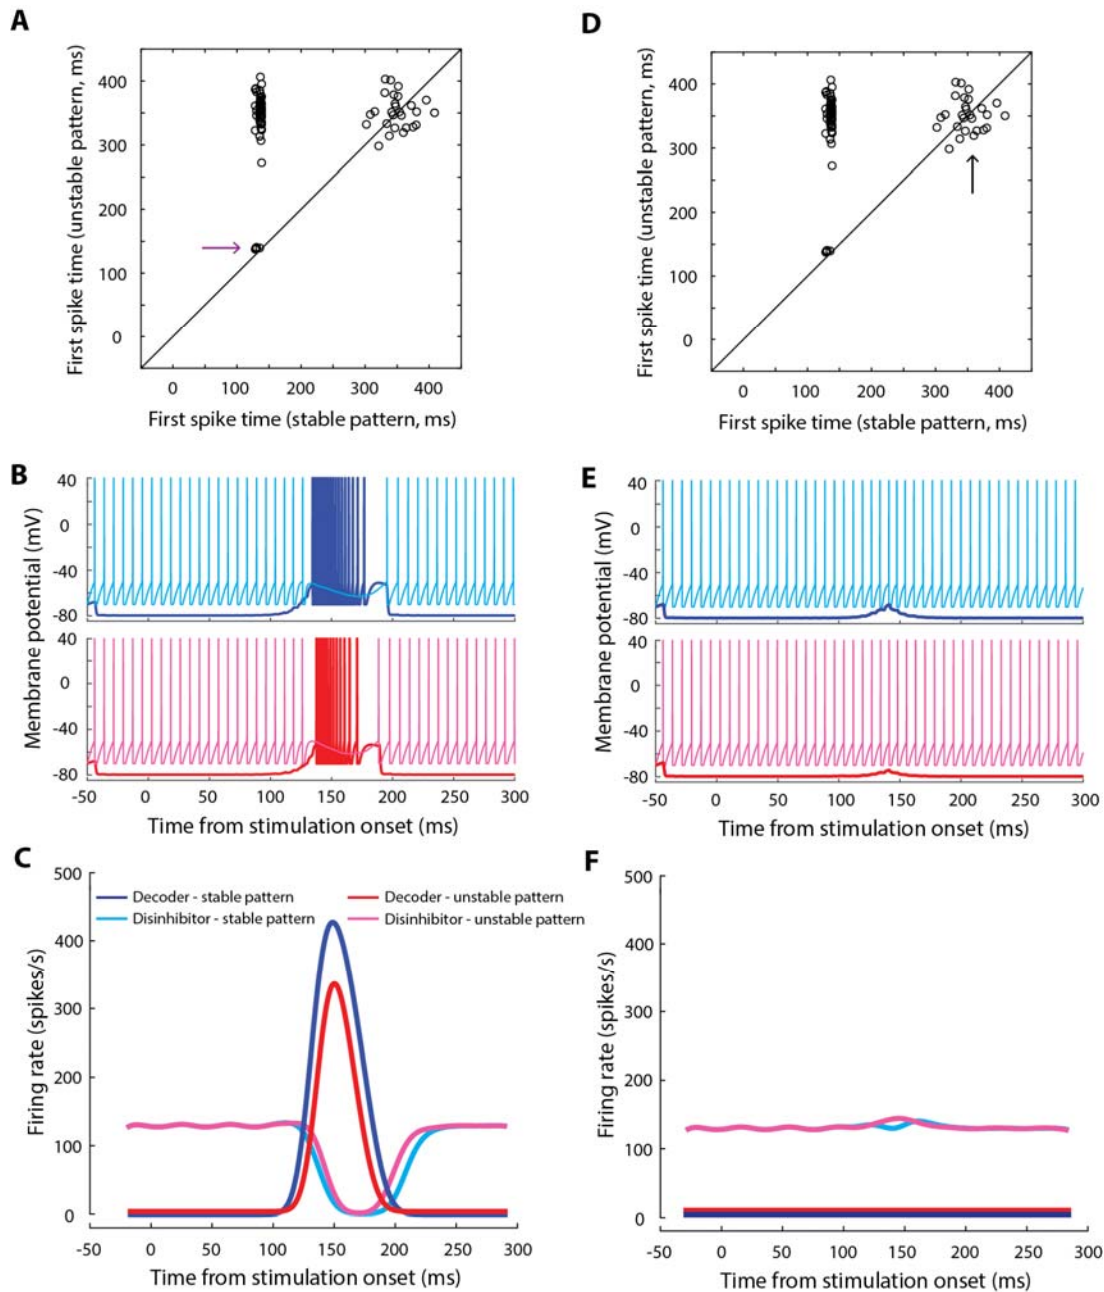 A
First spike time (unstable pattern, ms)
400
300
200
100
0
0 100 200 300 400
First spike time (stable pattern, ms)
D
First spike time (unstable pattern, ms)
400
300
200
100
0
0 100 200 300 400
First spike time (stable pattern, ms)
B
Membrane potential (mV)
40
0
-40
-80
40
0
-40
-80
-50 0 50 100 150 200 250 300
Time from stimulation onset (ms)
E
Membrane potential (mV)
40
0
-40
-80
40
0
-40
-80
-50 0 50 100 150 200 250 300
Time from stimulation onset (ms)
C
Firing rate (spikes/s)
500
400
300
200
100
0
Decoder - stable pattern
Decoder - unstable pattern
Disinhibitor - stable pattern
Disinhibitor - unstable pattern
-50 0 50 100 150 200 250 300
Time from stimulation onset (ms)
F
Firing rate (spikes/s)
500
400
300
200
100
0
-50 0 50 100 150 200 250 300
Time from stimulation onset (ms)